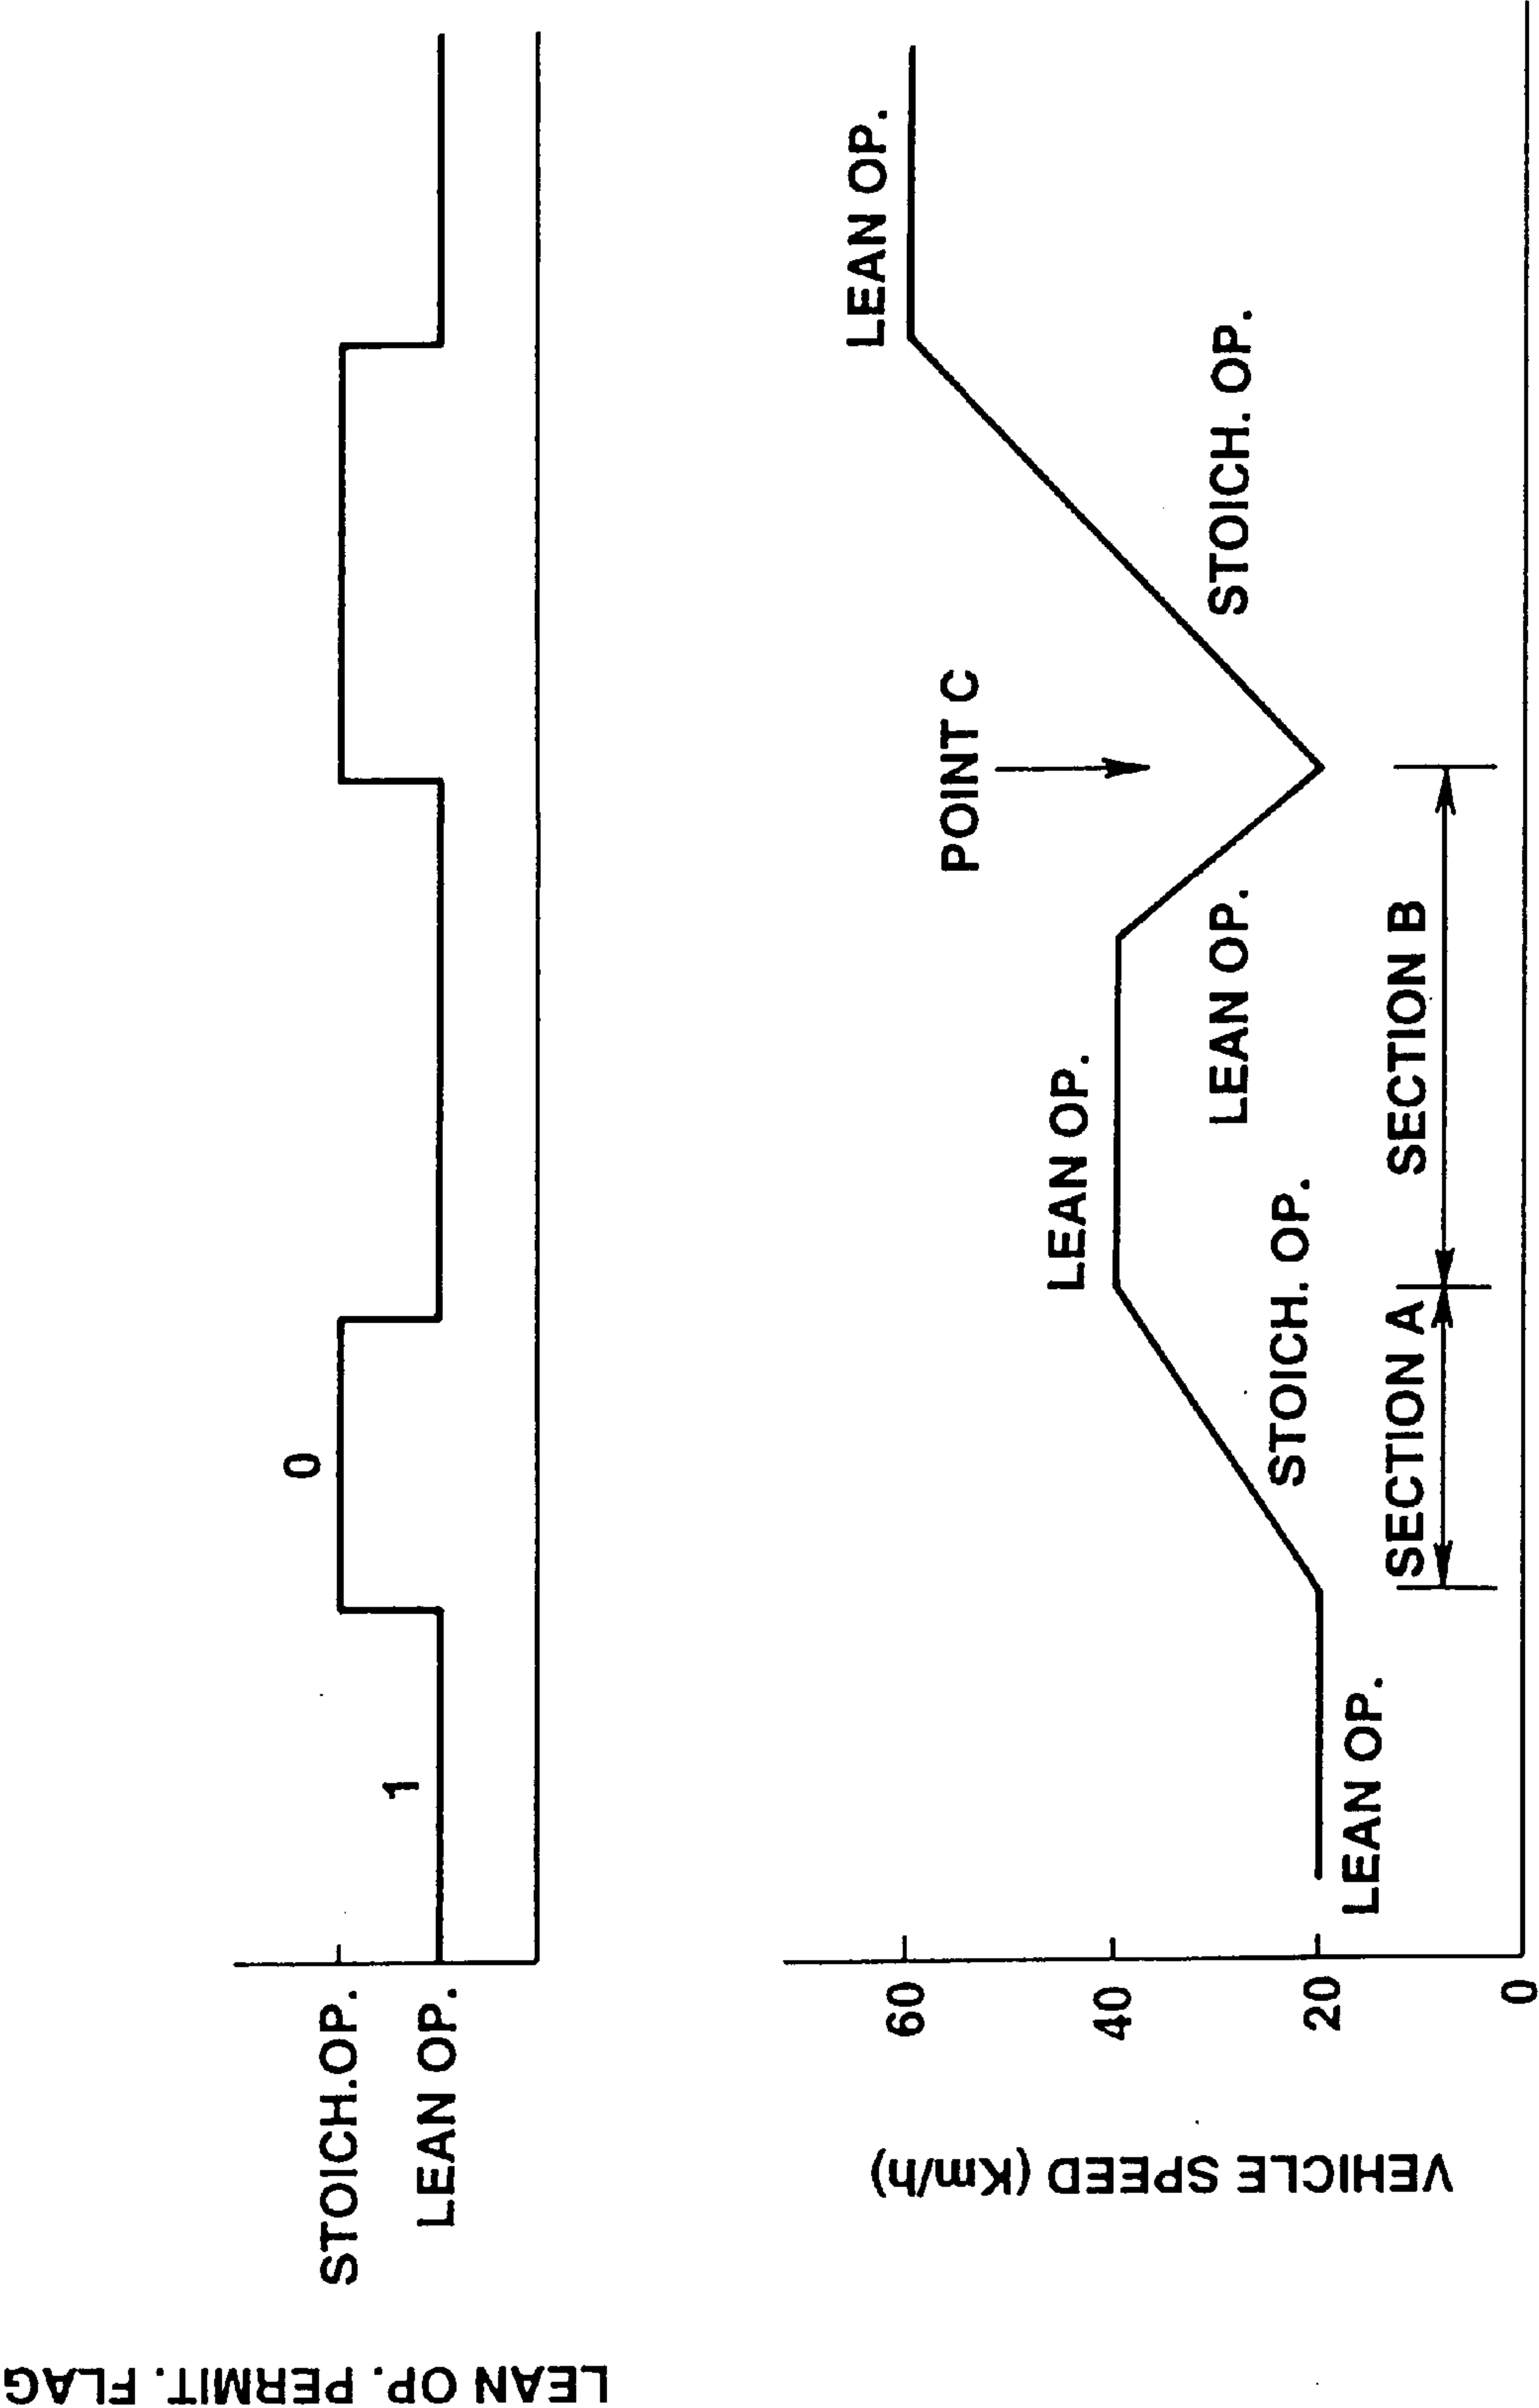 LEAN OP. PERMIT. FLAG
STOICH.OP.
LEAN OP.
0
1
VEHICLE SPEED (Km/h)
60
40
20
0
LEAN OP.
STOICH. OP.
LEAN OP.
LEAN OP.
POINT C
STOICH. OP.
LEAN OP.
SECTION A
SECTION B